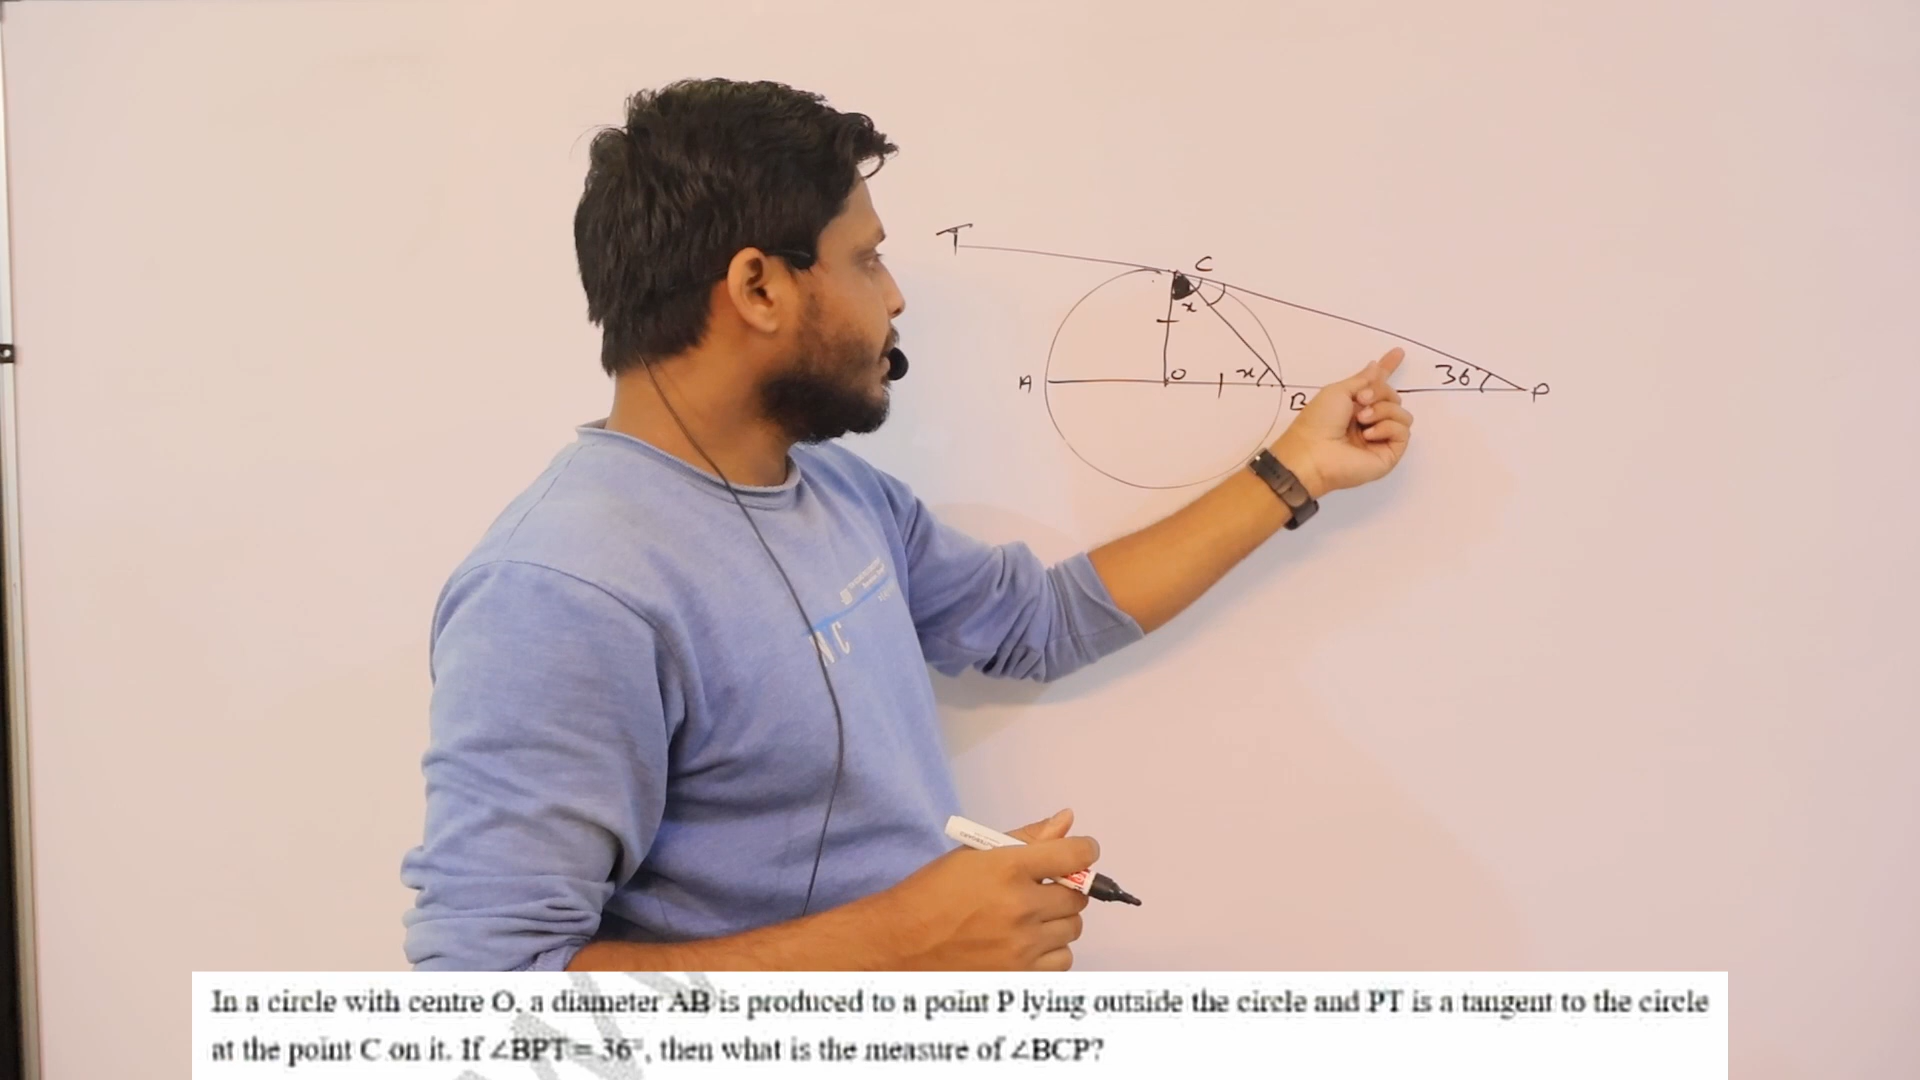 T
C
x
A
O
x
B
36
P
N C
In a circle with centre O, a diameter AB is produced to a point P lying outside the circle and PT is a tangent to the circle
at the point C on it. If ∠BPT = 36°, then what is the measure of ∠BCP?